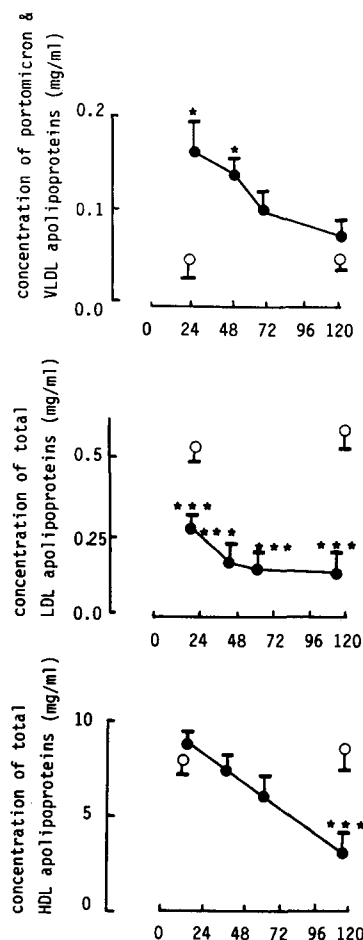 concentration of portomicron &
VLDL apolipoproteins (mg/ml)
0.2
0.1
0.0
*
*
0 24 48 72 96 120
concentration of total
LDL apolipoproteins (mg/ml)
0.5
0.25
0.0
* * *
* * *
* * *
* * *
0 24 48 72 96 120
concentration of total
HDL apolipoproteins (mg/ml)
10
5
0
* * *
0 24 48 72 96 120